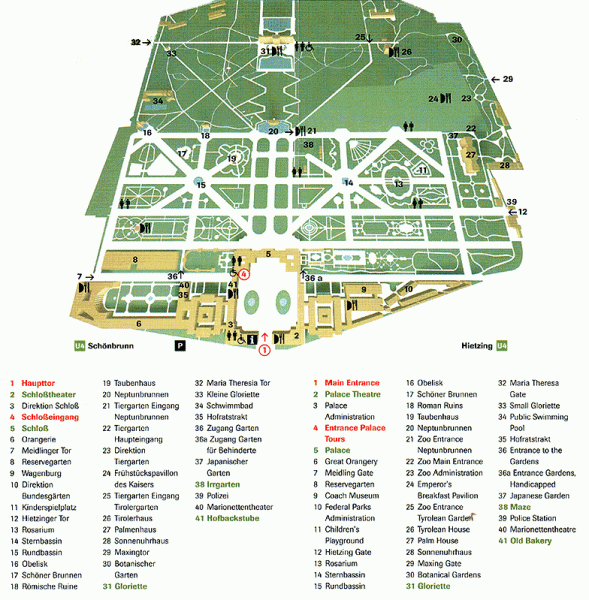 32
25
30
33
31
26
29
34
24
23
16
18
20
21
22
37
38
17
19
27
28
11
15
14
13
39
12
8
5
7
36
4
36 a
40
41
35
9
10
6
3
2
i
1
U4 Schönbrunn
P
Hietzing U4
1 Haupttor
2 Schloßtheater
3 Direktion Schloß
4 Schloßeingang
5 Schloß
6 Orangerie
7 Meidlinger Tor
8 Reservegarten
9 Wagenburg
10 Direktion
Bundesgärten
11 Kinderspielplatz
12 Hietzinger Tor
13 Rosarium
14 Sternbassin
15 Rundbassin
16 Obelisk
17 Schöner Brunnen
18 Römische Ruine
19 Taubenhaus
20 Neptunbrunnen
21 Tiergarten Eingang
Neptunbrunnen
22 Tiergarten
Haupteingang
23 Direktion
Tiergarten
24 Frühstückspavillon
des Kaisers
25 Tiergarten Eingang
Tirolergarten
26 Tirolerhaus
27 Palmenhaus
28 Sonnenuhrhaus
29 Maxingtor
30 Botanischer
Garten
31 Gloriette
32 Maria Theresia Tor
33 Kleine Gloriette
34 Schwimmbad
35 Hofratstrakt
36 Zugang Garten
36a Zugang Garten
für Behinderte
37 Japanischer
Garten
38 Irrgarten
39 Polizei
40 Marionettentheater
41 Hofbackstube
1 Main Entrance
2 Palace Theatre
3 Palace
Administration
4 Entrance Palace
Tours
5 Palace
6 Great Orangery
7 Meidling Gate
8 Reservegarten
9 Coach Museum
10 Federal Parks
Administration
11 Children's
Playground
12 Hietzing Gate
13 Rosarium
14 Sternbassin
15 Rundbassin
16 Obelisk
17 Schöner Brunnen
18 Roman Ruins
19 Taubenhaus
20 Neptunbrunnen
21 Zoo Entrance
Neptunbrunnen
22 Zoo Main Entrance
23 Zoo Administration
24 Emperor's
Breakfast Pavilion
25 Zoo Entrance
Tyrolean Garden
26 Tyrolean House
27 Palm House
28 Sonnenuhrhaus
29 Maxing Gate
30 Botanical Gardens
31 Gloriette
32 Maria Theresa
Gate
33 Small Gloriette
34 Public Swimming
Pool
35 Hofratstrakt
36 Entrance to the
Gardens
36a Entrance Gardens,
Handicapped
37 Japanese Garden
38 Maze
39 Police Station
40 Marionettentheatre
41 Old Bakery